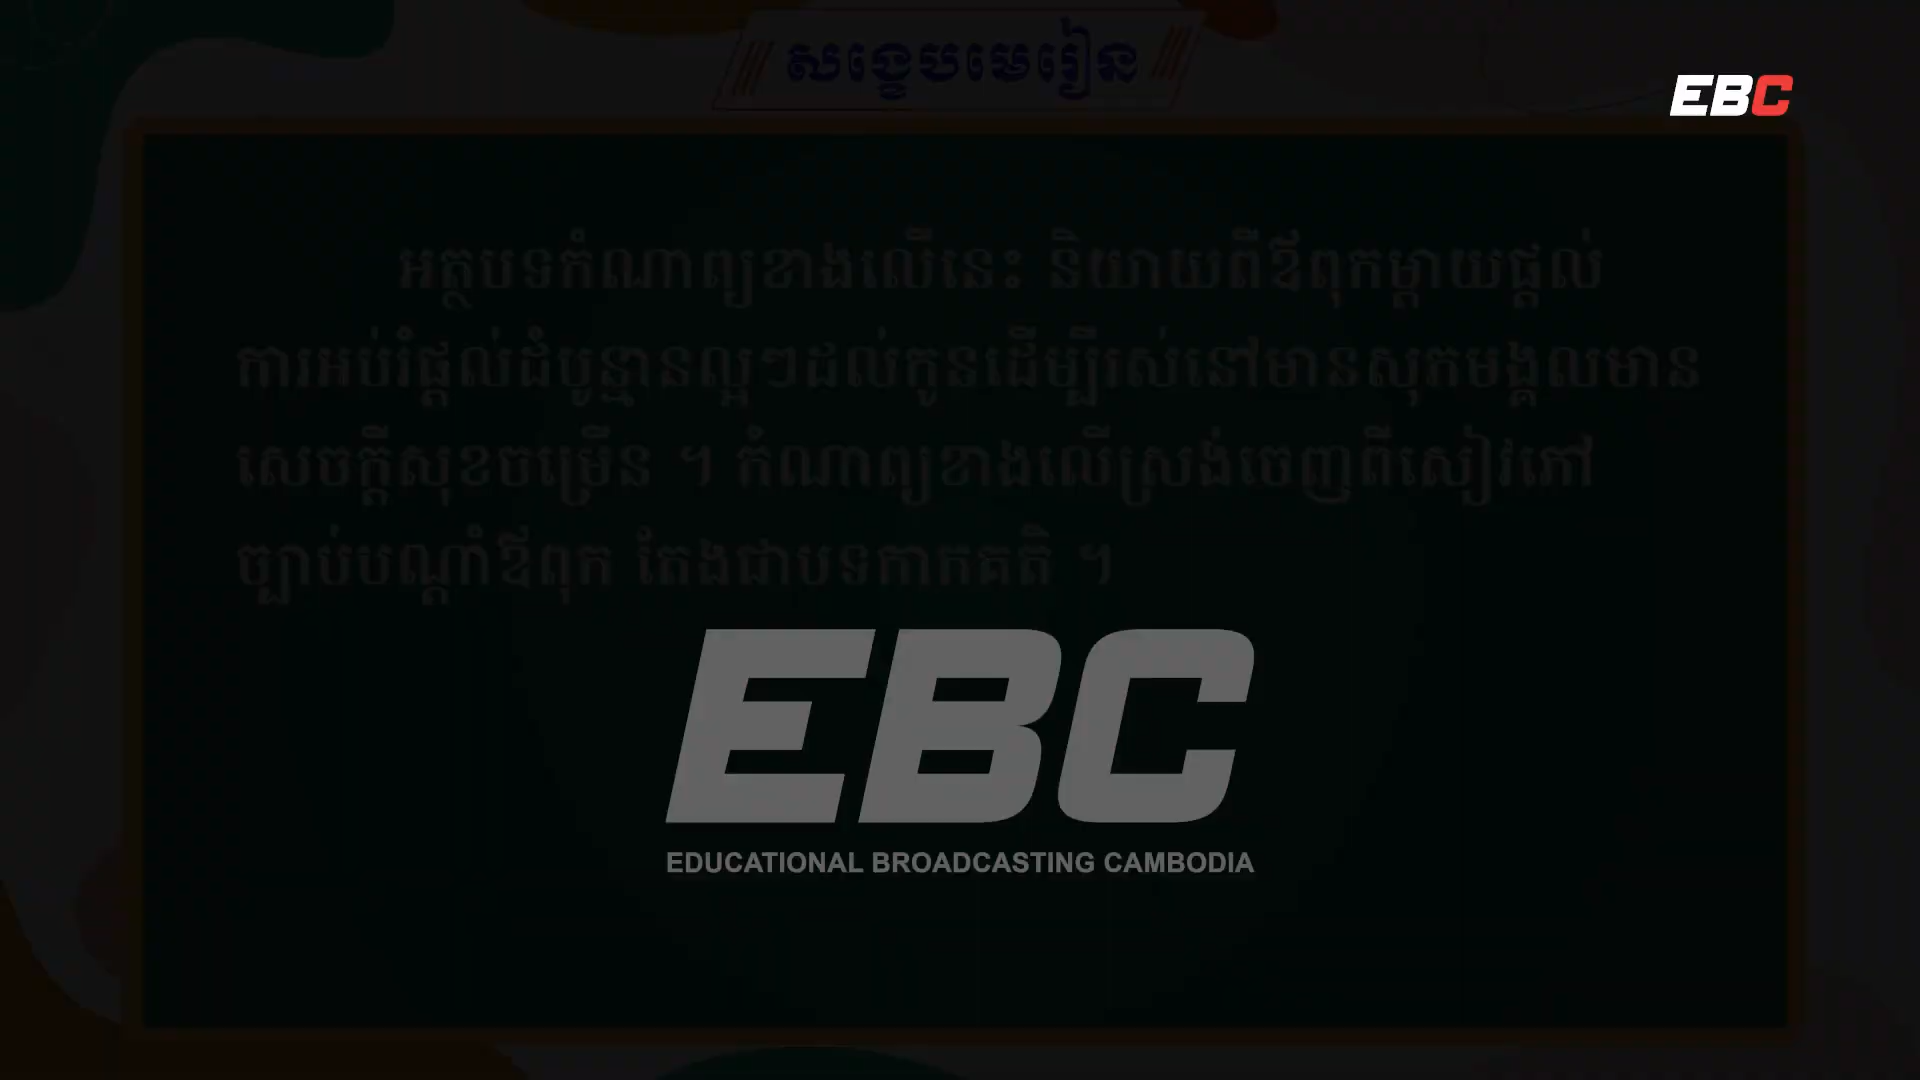 សង្ខេបមេរៀន
EBC
អត្ថបទកំណាព្យខាងលើនេះ និយាយពីឪពុកម្ដាយផ្ដល់
ការអប់រំផ្ដល់ដំបូន្មានល្អៗដល់កូនដើម្បីរស់នៅមានសុភមង្គលមាន
សេចក្ដីសុខចម្រើន ។ កំណាព្យខាងលើស្រង់ចេញពីសៀវភៅ
ច្បាប់បណ្ដាំឪពុក តែងជាបទកាកគតិ ។
EBC
EDUCATIONAL BROADCASTING CAMBODIA